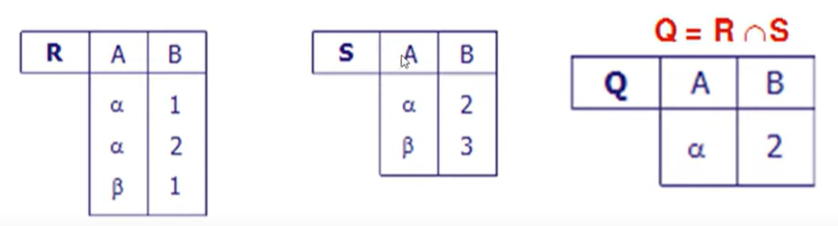 R A B
α 1
α 2
β 1
S A B
α 2
β 3
Q = R ∩ S
Q A B
α 2